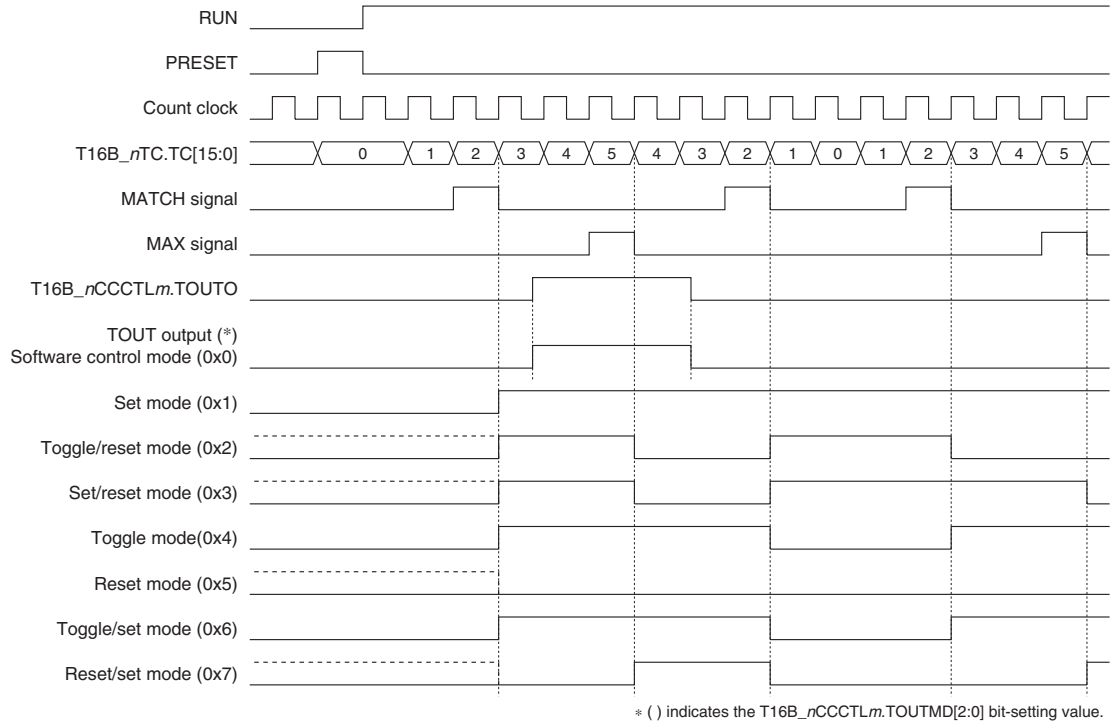 RUN
PRESET
Count clock
T16B_nTC.TC[15:0] 0 1 2 3 4 5 4 3 2 1 0 1 2 3 4 5
MATCH signal
MAX signal
T16B_nCCCTLm.TOUTO
TOUT output (*)
Software control mode (0x0)
Set mode (0x1)
Toggle/reset mode (0x2)
Set/reset mode (0x3)
Toggle mode(0x4)
Reset mode (0x5)
Toggle/set mode (0x6)
Reset/set mode (0x7)
* ( ) indicates the T16B_nCCCTLm.TOUTMD[2:0] bit-setting value.